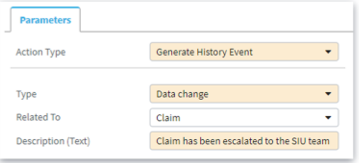 Parameters
Action Type Generate History Event
Type Data change
Related To Claim
Description (Text) Claim has been escalated to the SIU team